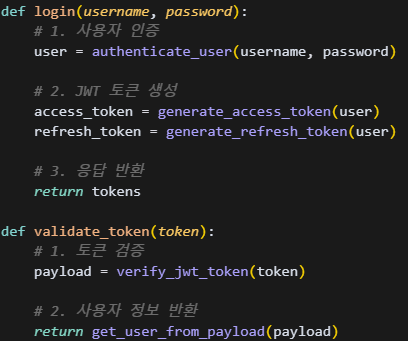 def login(username, password):
    # 1. 사용자 인증
    user = authenticate_user(username, password)

    # 2. JWT 토큰 생성
    access_token = generate_access_token(user)
    refresh_token = generate_refresh_token(user)

    # 3. 응답 반환
    return tokens

def validate_token(token):
    # 1. 토큰 검증
    payload = verify_jwt_token(token)

    # 2. 사용자 정보 반환
    return get_user_from_payload(payload)